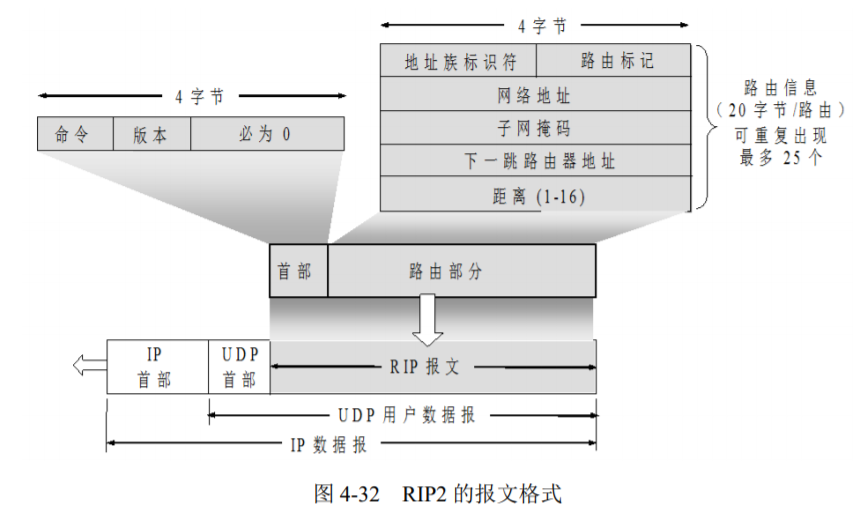 4 字节
地址族标识符 路由标记
网络地址
子网掩码
下一跳路由器地址
距离 (1-16)
路由信息
（20 字节/路由）
可重复出现
最多 25 个
4 字节
命令 版本 必为 0
首部 路由部分
IP
首部
UDP
首部
RIP 报文
UDP 用户数据报
IP 数据报
图 4-32 RIP2 的报文格式